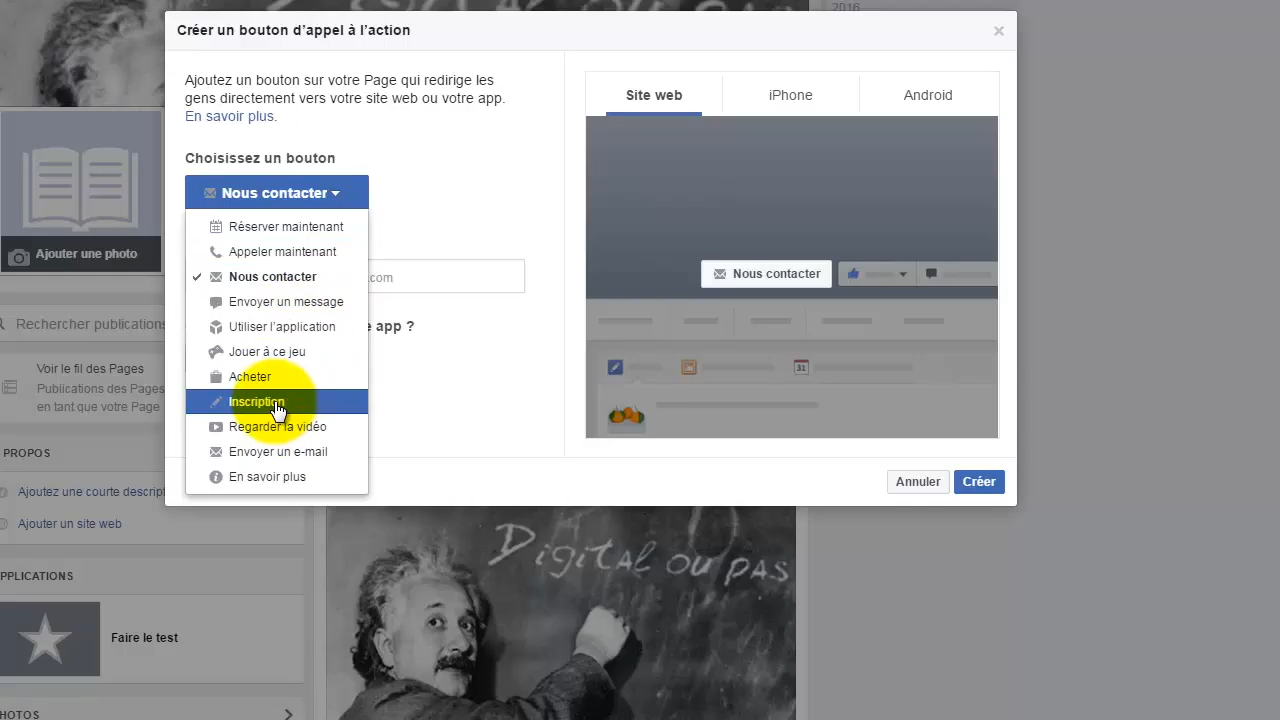 2016
Créer un bouton d'appel à l'action
Ajoutez un bouton sur votre Page qui redirige les
gens directement vers votre site web ou votre app.
En savoir plus.
Choisissez un bouton
Nous contacter
Réserver maintenant
Appeler maintenant
Nous contacter
Envoyer un message
Utiliser l'application
Jouer à ce jeu
Acheter
Inscription
Regarder la vidéo
Envoyer un e-mail
En savoir plus
.com
e app ?
Site web
iPhone
Android
Nous contacter
31
Annuler
Créer
Ajouter une photo
Rechercher publications
Voir le fil des Pages
Publications des Pages
en tant que votre Page
PROPOS
Ajoutez une courte descript
Ajouter un site web
PPLICATIONS
Faire le test
HOTOS
Digital ou pas